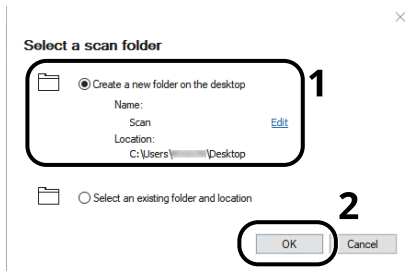 Select a scan folder
1
Create a new folder on the desktop
Name:
Scan
Edit
Location:
C:\Users\ \Desktop
Select an existing folder and location
2
OK
Cancel